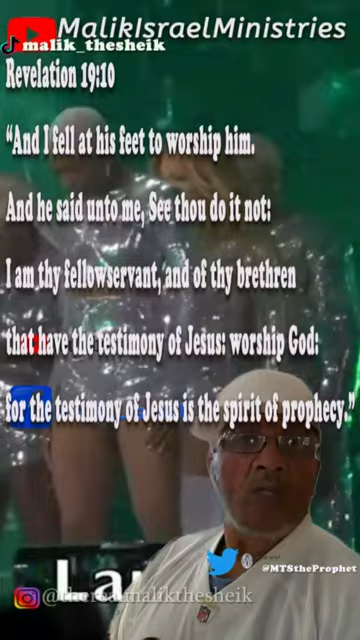 MalikIsraelMinistries
malik_thesheik
Revelation 19:10
“And I fell at his feet to worship him.
And he said unto me, See thou do it not:
I am thy fellowservant, and of thy brethren
that have the testimony of Jesus: worship God:
for the testimony of Jesus is the spirit of prophecy.”
@MTStheProphet
@therealmalikthesheik